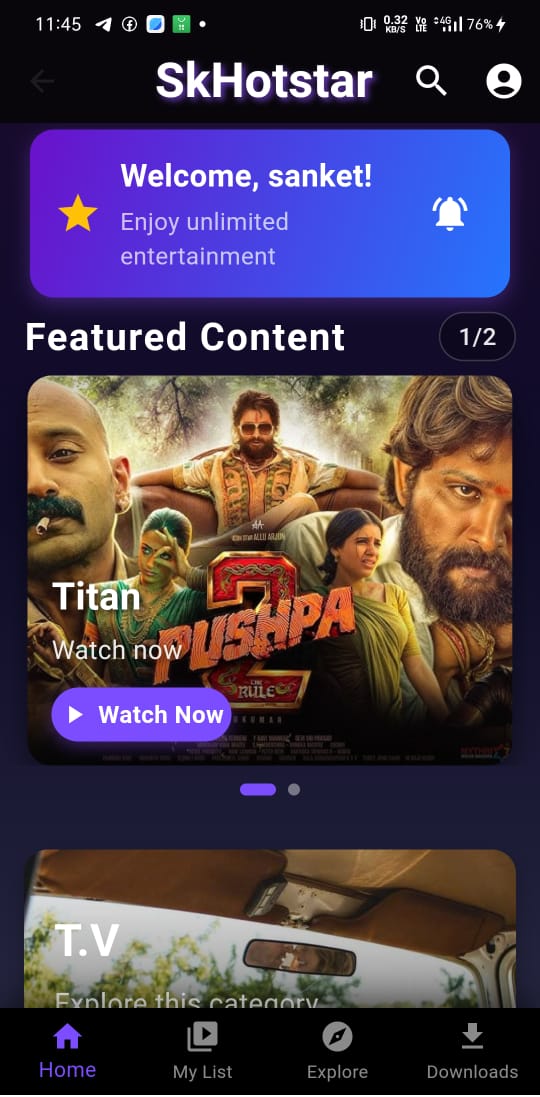 11:45
0.32 KB/S Vo LTE 4G 76%
SkHotstar
Welcome, sanket!
Enjoy unlimited
entertainment
Featured Content
1/2
ICON STAR ALLU ARJUN
Titan
2
PUSHPA
Watch now
THE
RULE
Watch Now
T.V
Explore this category
Home
My List
Explore
Downloads